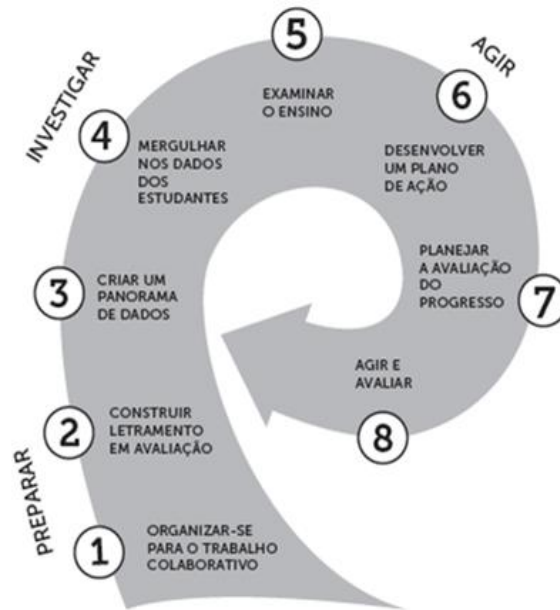 5
AGIR
6
EXAMINAR
O ENSINO
INVESTIGAR
4
MERGULHAR
NOS DADOS
DOS
ESTUDANTES
DESENVOLVER
UM PLANO
DE AÇÃO
3
CRIAR UM
PANORAMA
DE DADOS
PLANEJAR
A AVALIAÇÃO
DO
PROGRESSO
7
AGIR E
AVALIAR
8
2
CONSTRUIR
LETRAMENTO
EM AVALIAÇÃO
PREPARAR
1
ORGANIZAR-SE
PARA O TRABALHO
COLABORATIVO